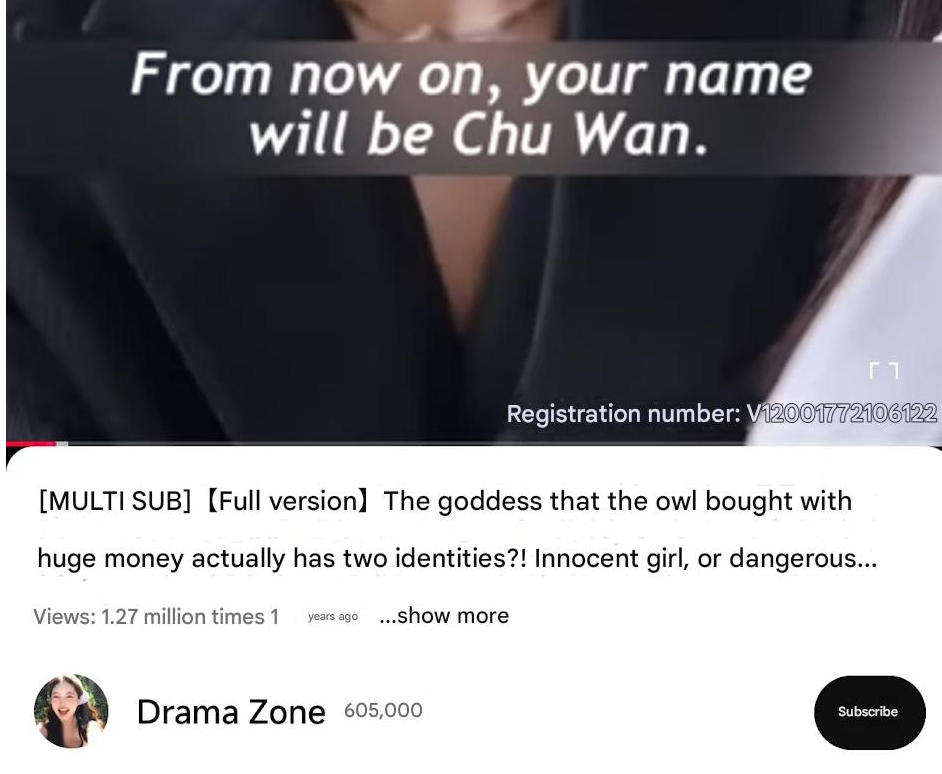 From now on, your name
will be Chu Wan.
Registration number: V12001772106122
[MULTI SUB]【Full version】The goddess that the owl bought with
huge money actually has two identities?! Innocent girl, or dangerous...
Views: 1.27 million times 1 years ago ...show more
Drama Zone 605,000 Subscribe